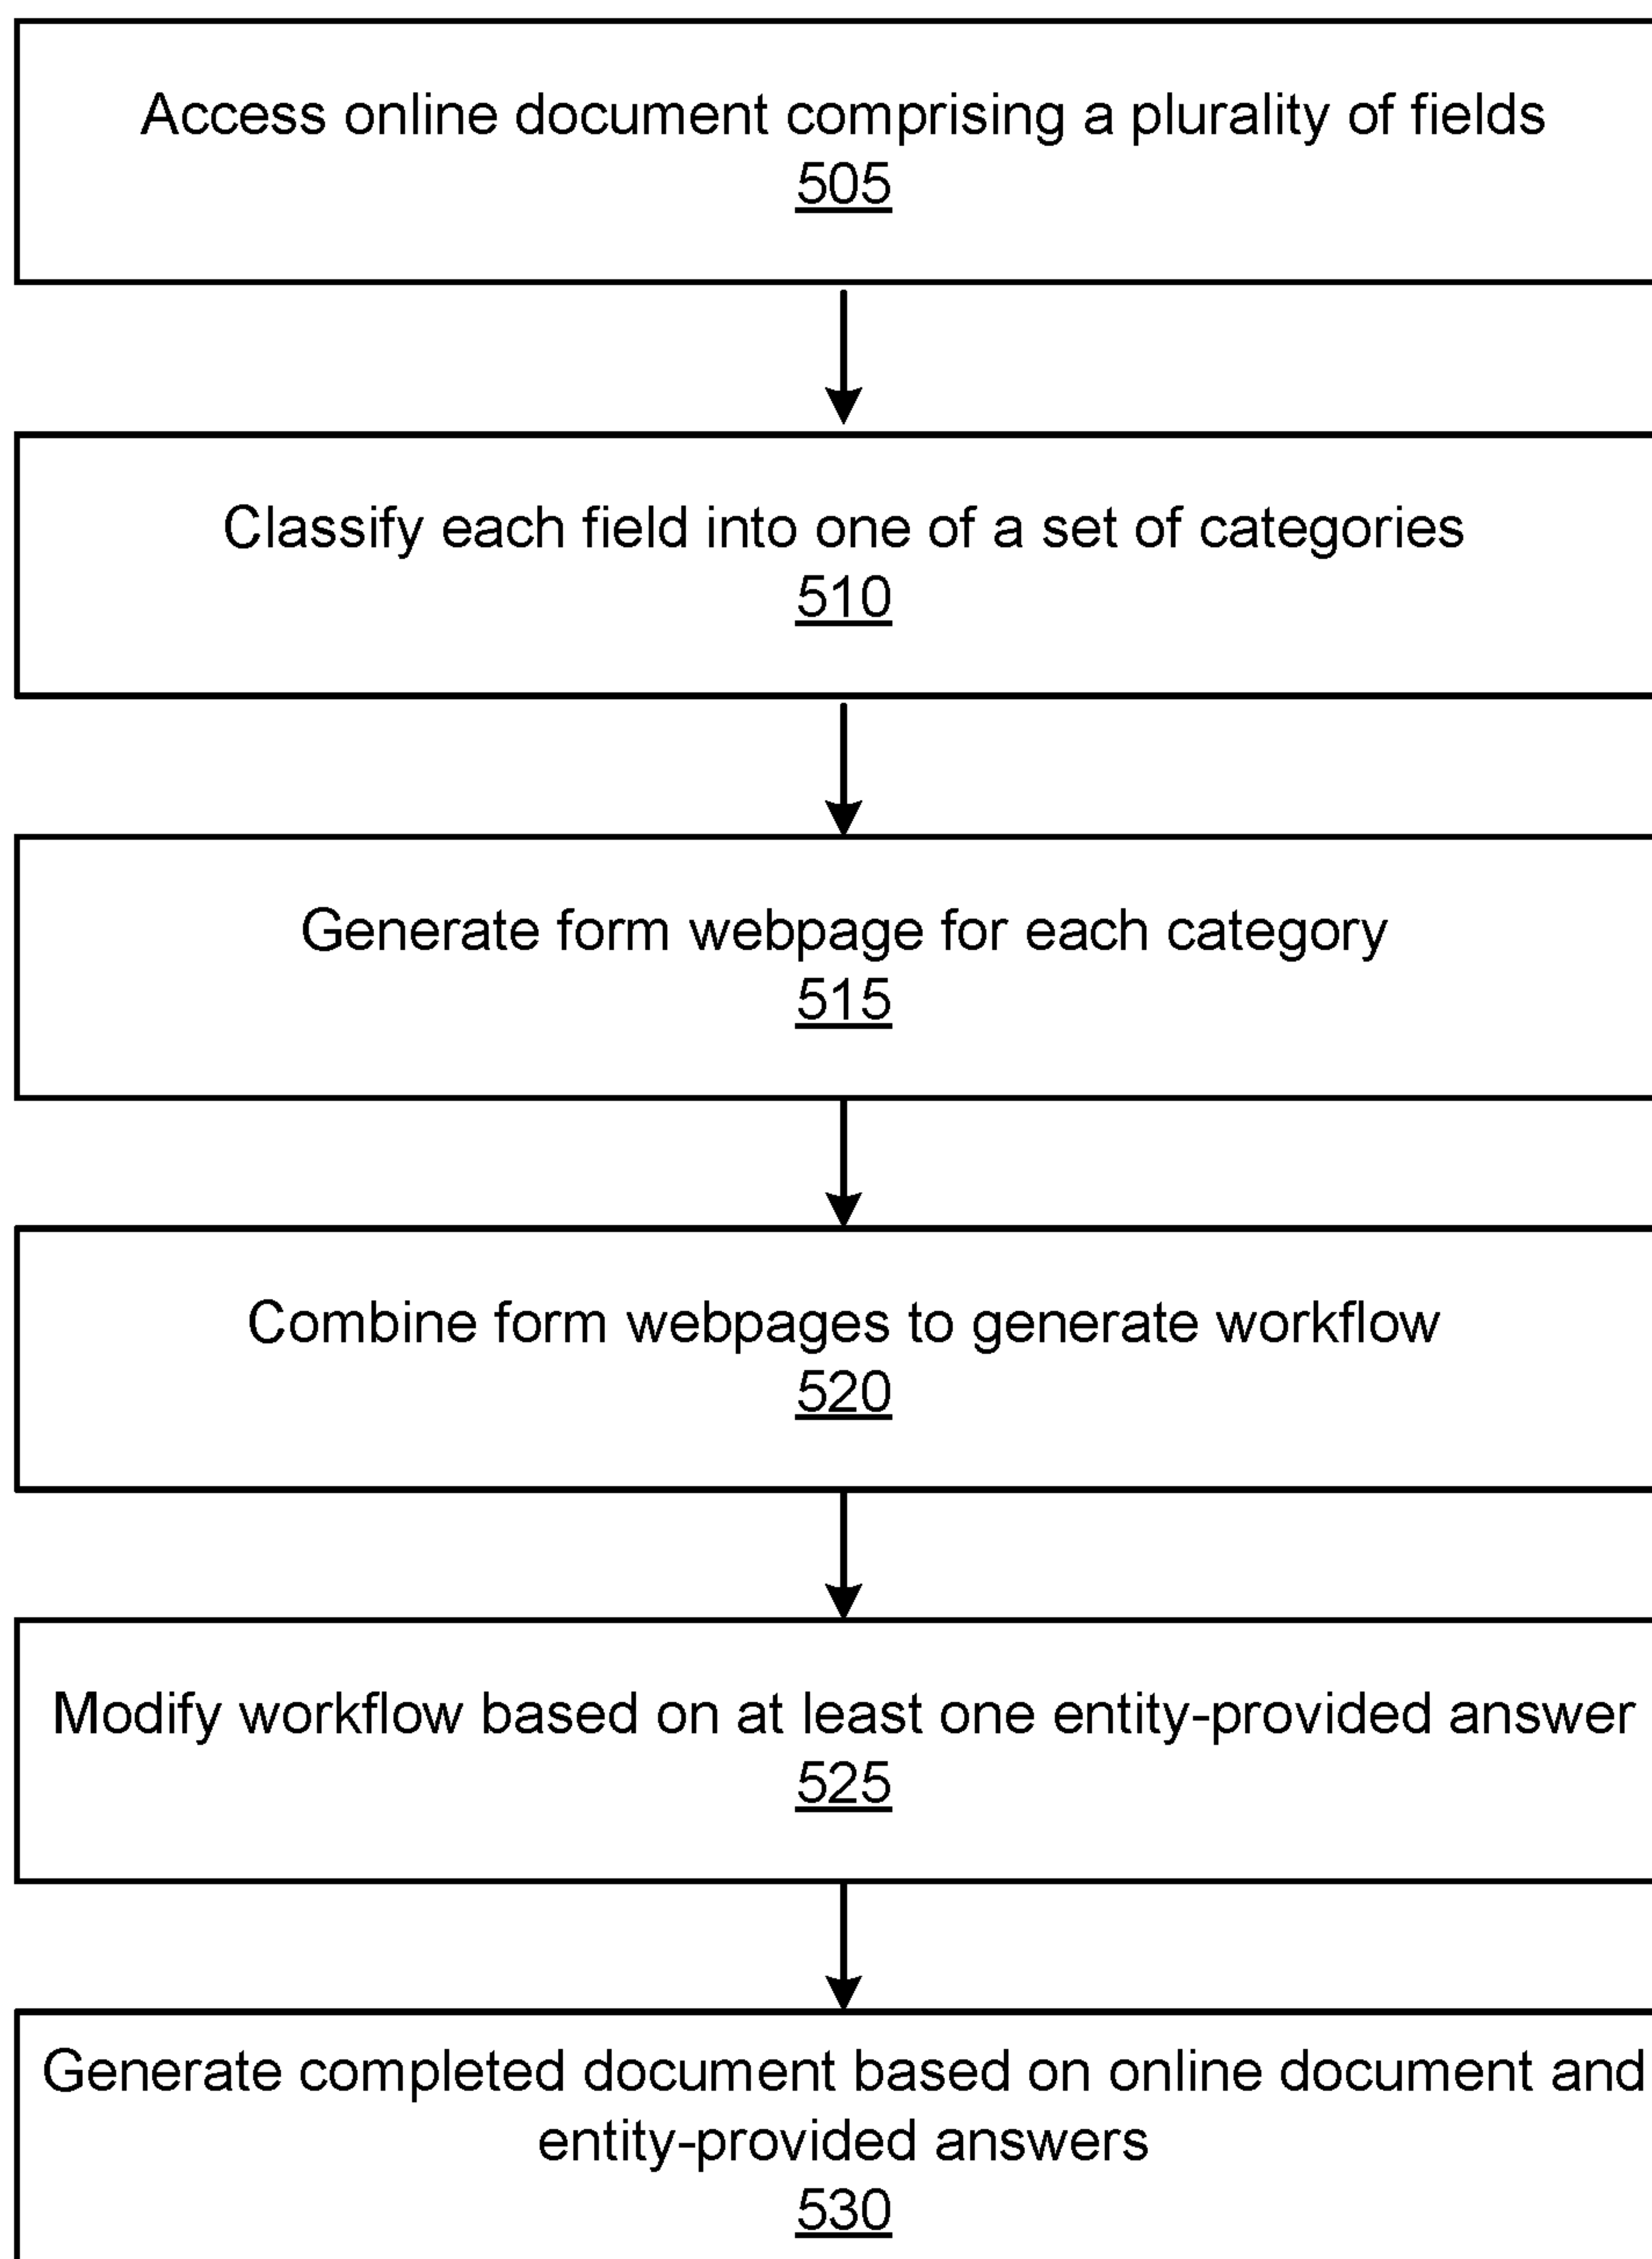 Access online document comprising a plurality of fields
505
Classify each field into one of a set of categories
510
Generate form webpage for each category
515
Combine form webpages to generate workflow
520
Modify workflow based on at least one entity-provided answer
525
Generate completed document based on online document and
entity-provided answers
530